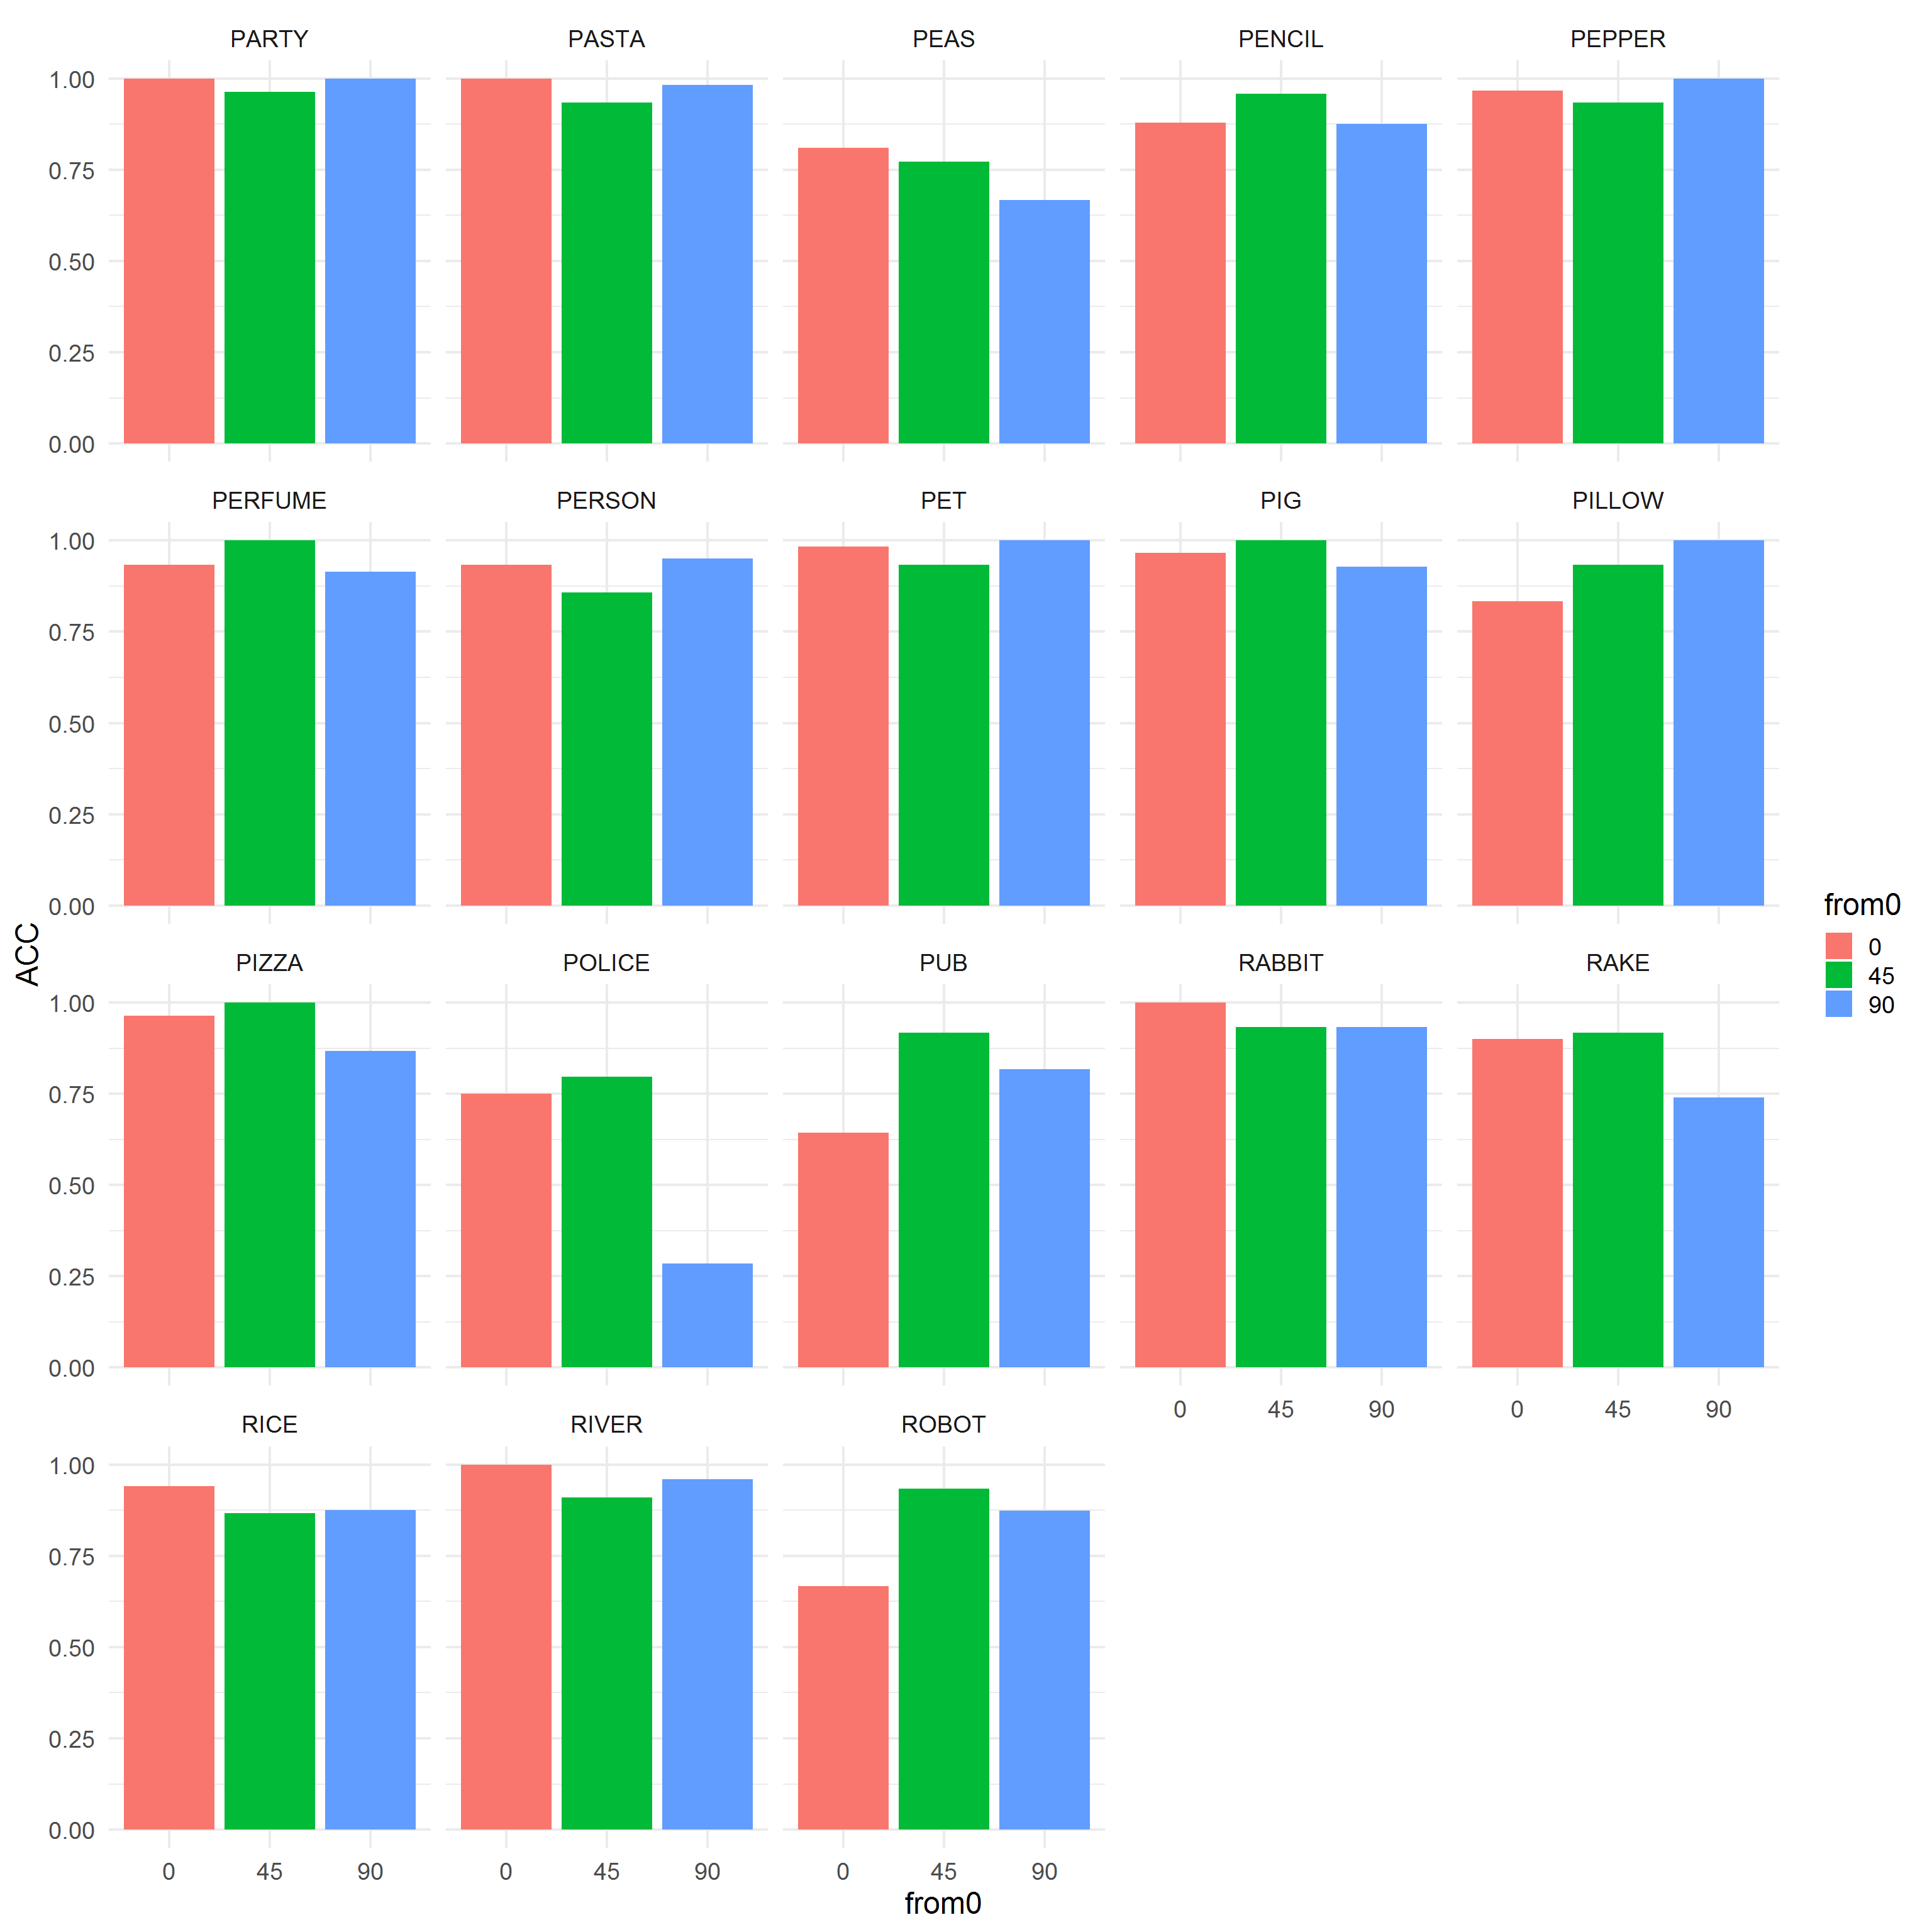 PARTY PASTA PEAS PENCIL PEPPER
1.00
0.75
0.50
0.25
0.00
PERFUME PERSON PET PIG PILLOW
1.00
0.75
0.50
0.25
0.00
PIZZA POLICE PUB RABBIT RAKE
1.00
0.75
0.50
0.25
0.00
0 45 90 0 45 90
RICE RIVER ROBOT
1.00
0.75
0.50
0.25
0.00
0 45 90 0 45 90 0 45 90
from0
ACC
from0
0
45
90